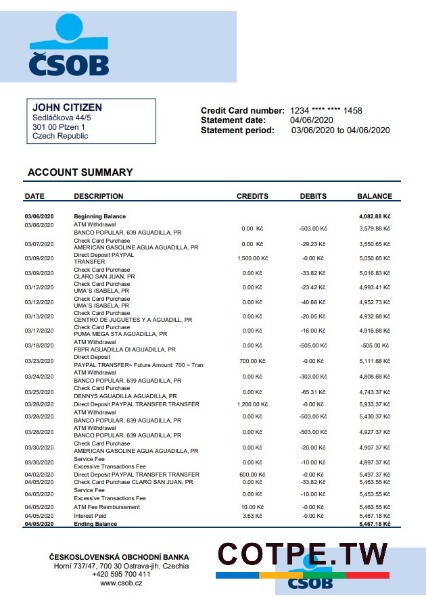 ČSOB
JOHN CITIZEN
Sedláčkova 44/5
301 00 Plzen 1
Czech Republic
Credit Card number: 1234 **** **** 1458
Statement date: 04/06/2020
Statement period: 03/06/2020 to 04/06/2020
ACCOUNT SUMMARY
DATE DESCRIPTION CREDITS DEBITS BALANCE
03/06/2020 Beginning Balance 4,082.88 Kč
03/06/2020 ATM Withdrawal
BANCO POPULAR, 639 AGUADILLA, PR 0.00 Kč -503.00 Kč 3,579.88 Kč
03/07/2020 Check Card Purchase
AMERICAN GASOLINE AGUA AGUADILLA, PR 0.00 Kč -29.23 Kč 3,550.65 Kč
03/09/2020 Direct Deposit PAYPAL
TRANSFER 1,500.00 Kč -0.00 Kč 5,050.65 Kč
03/09/2020 Check Card Purchase
CLARO SAN JUAN, PR 0.00 Kč -33.82 Kč 5,016.83 Kč
03/12/2020 Check Card Purchase
UMA´S ISABELA, PR 0.00 Kč -23.42 Kč 4,993.41 Kč
03/12/2020 Check Card Purchase
UMA´S ISABELA, PR 0.00 Kč -40.68 Kč 4,952.73 Kč
03/13/2020 Check Card Purchase
CENTRO DE JUGUETES Y A AGUADILL, PR 0.00 Kč -20.05 Kč 4,932.68 Kč
03/17/2020 Check Card Purchase
PUMA MEGA STA AGUADILLA, PR 0.00 Kč -16.00 Kč 4,916.68 Kč
03/18/2020 ATM Withdrawal
FBPR AGUADILLA DI AGUADILLA, PR 0.00 Kč -505.00 Kč -505.00 Kč
03/23/2020 Direct Deposit
PAYPAL TRANSFER~ Future Amount: 700 ~ Tran: 700.00 Kč -0.00 Kč 5,111.68 Kč
03/24/2020 ATM Withdrawal
BANCO POPULAR, 639 AGUADILLA, PR 0.00 Kč -303.00 Kč 4,808.68 Kč
03/25/2020 Check Card Purchase
DENNYS AGUADILLA AGUADILLA, PR 0.00 Kč -65.31 Kč 4,743.37 Kč
03/28/2020 Direct Deposit PAYPAL TRANSFER TRANSFER 1,200.00 Kč -0.00 Kč 5,933.37 Kč
03/28/2020 ATM Withdrawal
BANCO POPULAR, 639 AGUADILLA, PR 0.00 Kč -503.00 Kč 5,430.37 Kč
03/28/2020 ATM Withdrawal
BANCO POPULAR, 639 AGUADILLA, PR 0.00 Kč -503.00 Kč 4,927.37 Kč
03/30/2020 Check Card Purchase
AMERICAN GASOLINE AGUA AGUADILLA, PR 0.00 Kč -20.00 Kč 4,907.37 Kč
03/30/2020 Service Fee
Excessive Transactions Fee 0.00 Kč -10.00 Kč 4,897.37 Kč
04/02/2020 Direct Deposit PAYPAL TRANSFER TRANSFER 600.00 Kč -0.00 Kč 5,497.37 Kč
04/05/2020 Check Card Purchase CLARO SAN JUAN, PR 0.00 Kč -33.82 Kč 5,463.55 Kč
04/05/2020 Service Fee
Excessive Transactions Fee 0.00 Kč -10.00 Kč 5,453.55 Kč
04/05/2020 ATM Fee Reimbursement 10.00 Kč -0.00 Kč 5,463.55 Kč
04/05/2020 Interest Paid 3.63 Kč -0.00 Kč 5,467.18 Kč
04/05/2020 Ending Balance 5,467.18 Kč
ČESKOSLOVENSKÁ OBCHODNÍ BANKA
Horní 737/47, 700 30 Ostrava-jih, Czechia
+420 595 700 411
www.csob.cz
COTPE.TW
ČSOB